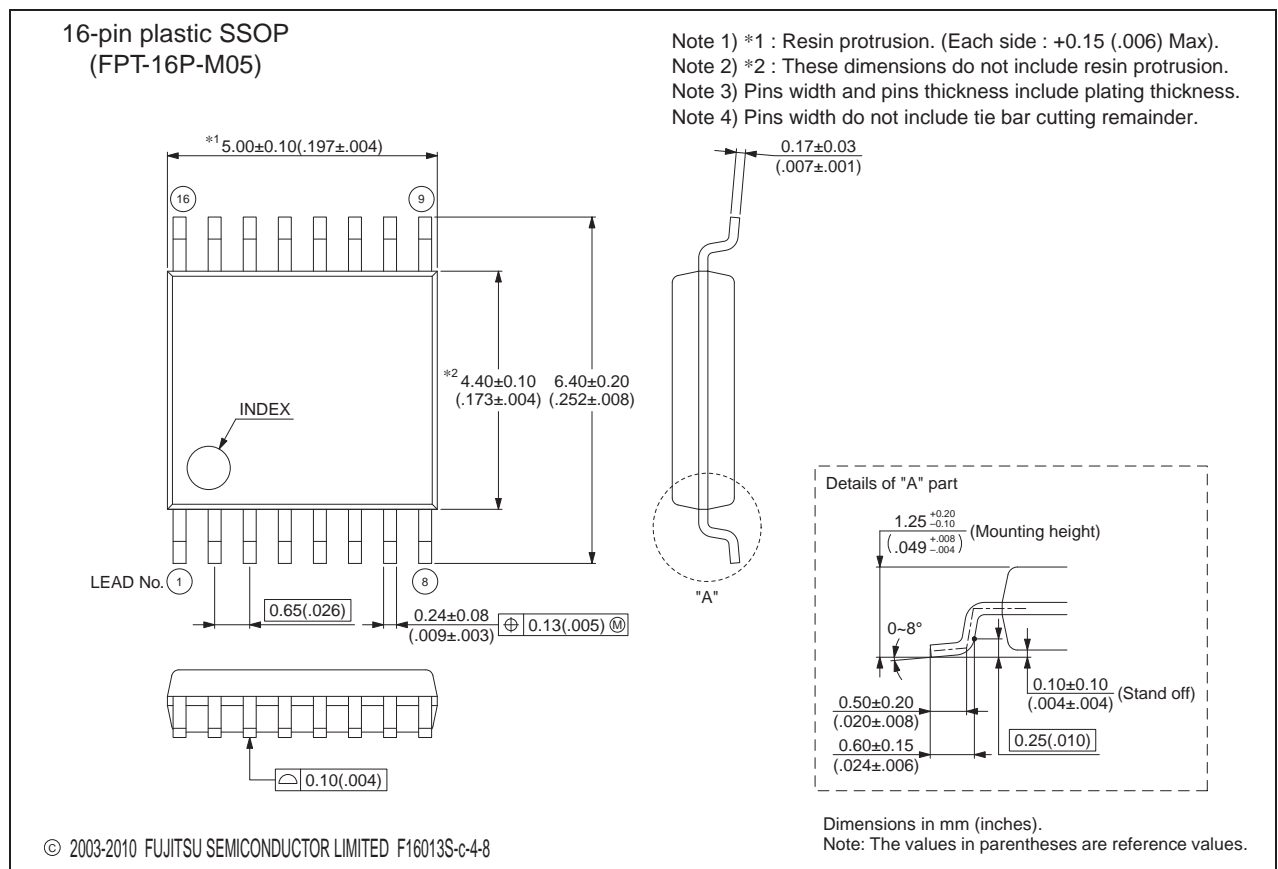 16-pin plastic SSOP
(FPT-16P-M05)
Note 1) *1 : Resin protrusion. (Each side : +0.15 (.006) Max).
Note 2) *2 : These dimensions do not include resin protrusion.
Note 3) Pins width and pins thickness include plating thickness.
Note 4) Pins width do not include tie bar cutting remainder.
*1 5.00±0.10(.197±.004)
0.17±0.03
(.007±.001)
16
9
*2 4.40±0.10
(.173±.004)
6.40±0.20
(.252±.008)
INDEX
LEAD No. 1
8
"A"
0.65(.026)
0.24±0.08
(.009±.003)
⌖ 0.13(.005) Ⓜ
⌓ 0.10(.004)
Details of "A" part
1.25 +0.20 −0.10
(.049 +.008 −.004)
(Mounting height)
0~8°
0.50±0.20
(.020±.008)
0.60±0.15
(.024±.006)
0.10±0.10
(.004±.004)
(Stand off)
0.25(.010)
© 2003-2010 FUJITSU SEMICONDUCTOR LIMITED F16013S-c-4-8
Dimensions in mm (inches).
Note: The values in parentheses are reference values.